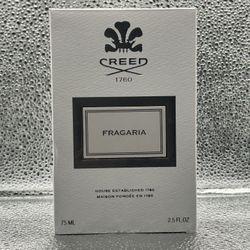 CREED
1760
FRAGARIA
HOUSE ESTABLISHED 1760
MAISON FONDÉE EN 1760
75 ML 2.5 FL.OZ